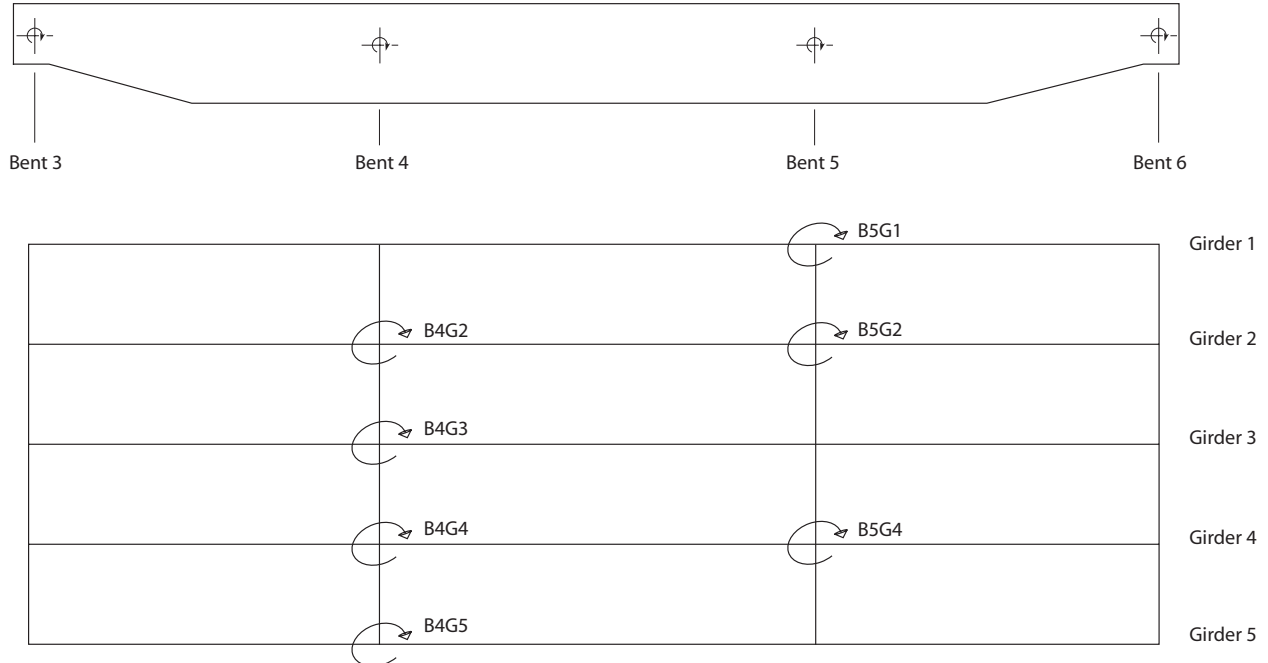 Bent 3
Bent 4
Bent 5
Bent 6
B5G1
Girder 1
B4G2
B5G2
Girder 2
B4G3
Girder 3
B4G4
B5G4
Girder 4
B4G5
Girder 5